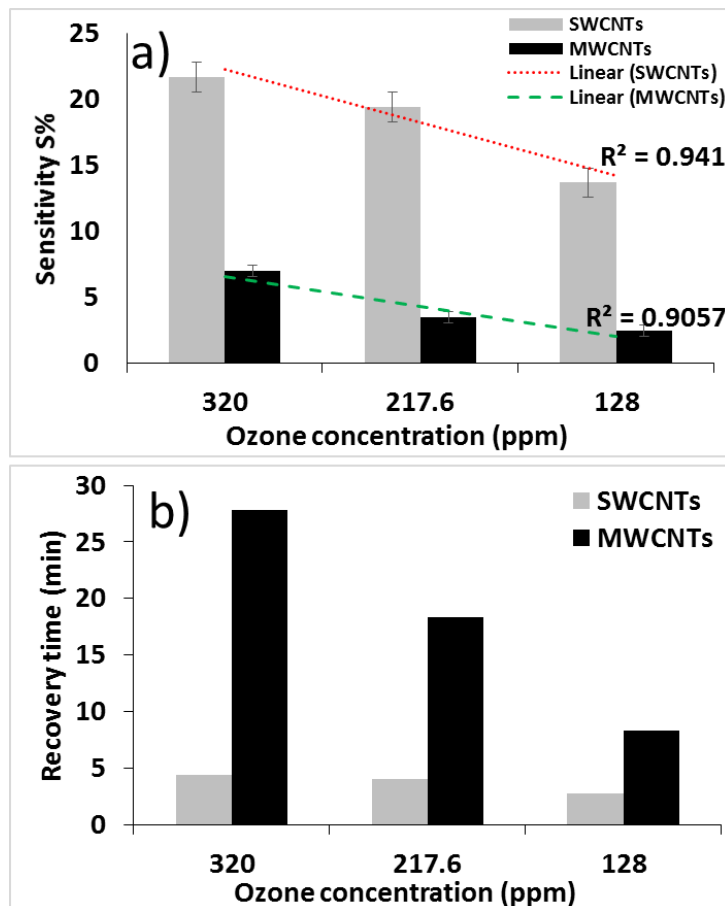 a)
SWCNTs
MWCNTs
Linear (SWCNTs)
Linear (MWCNTs)
Sensitivity S%
25
20
15
10
5
0
R² = 0.941
R² = 0.9057
320 217.6 128
Ozone concentration (ppm)
b)
SWCNTs
MWCNTs
Recovery time (min)
30
25
20
15
10
5
0
320 217.6 128
Ozone concentration (ppm)